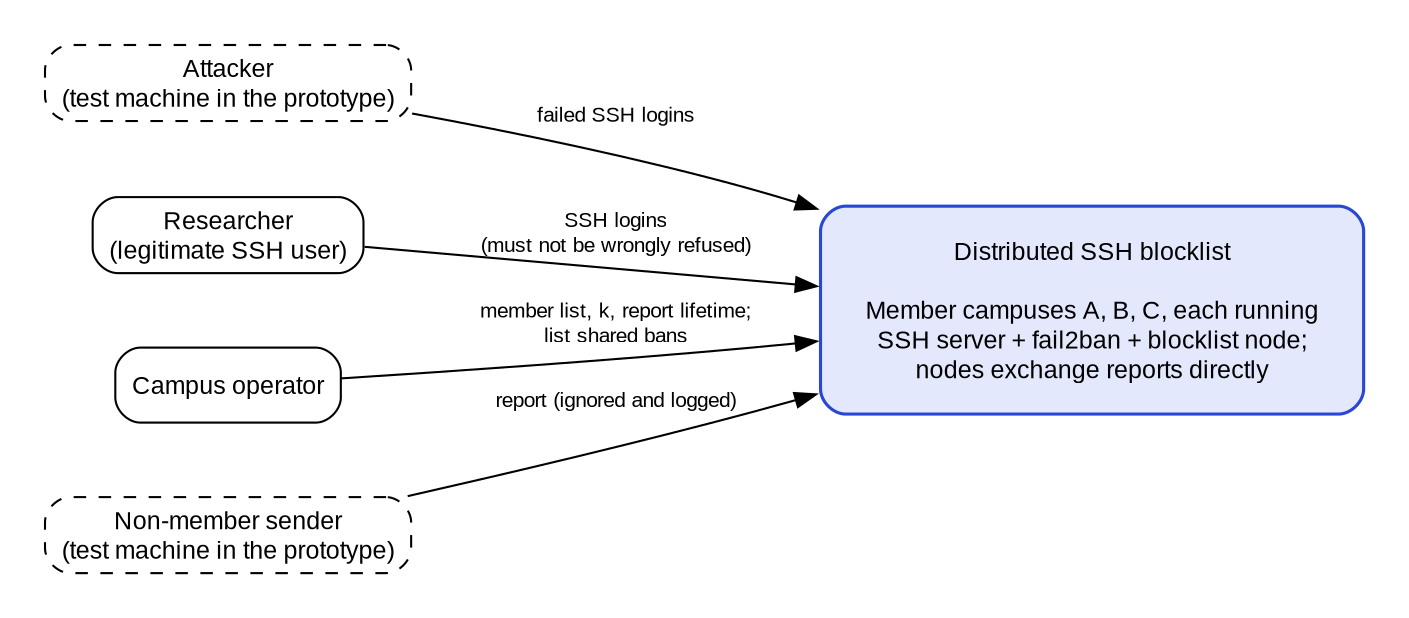 Attacker
(test machine in the prototype)
failed SSH logins
Researcher
(legitimate SSH user)
SSH logins
(must not be wrongly refused)
Campus operator
member list, k, report lifetime;
list shared bans
Non-member sender
(test machine in the prototype)
report (ignored and logged)
Distributed SSH blocklist
Member campuses A, B, C, each running
SSH server + fail2ban + blocklist node;
nodes exchange reports directly